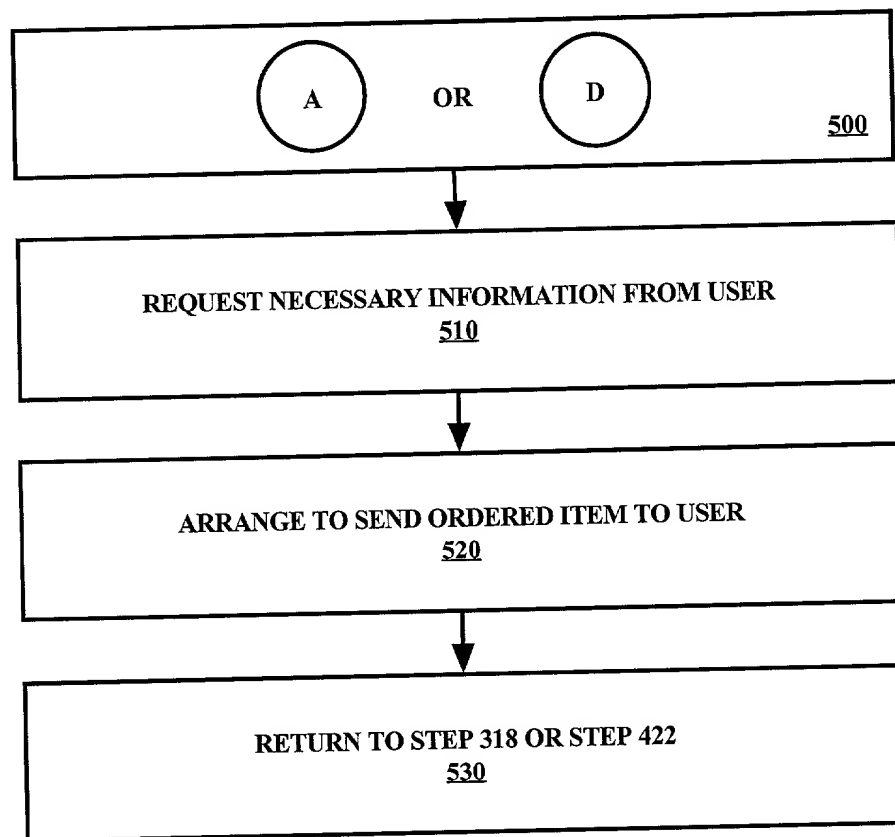 A OR D
500
REQUEST NECESSARY INFORMATION FROM USER
510
ARRANGE TO SEND ORDERED ITEM TO USER
520
RETURN TO STEP 318 OR STEP 422
530